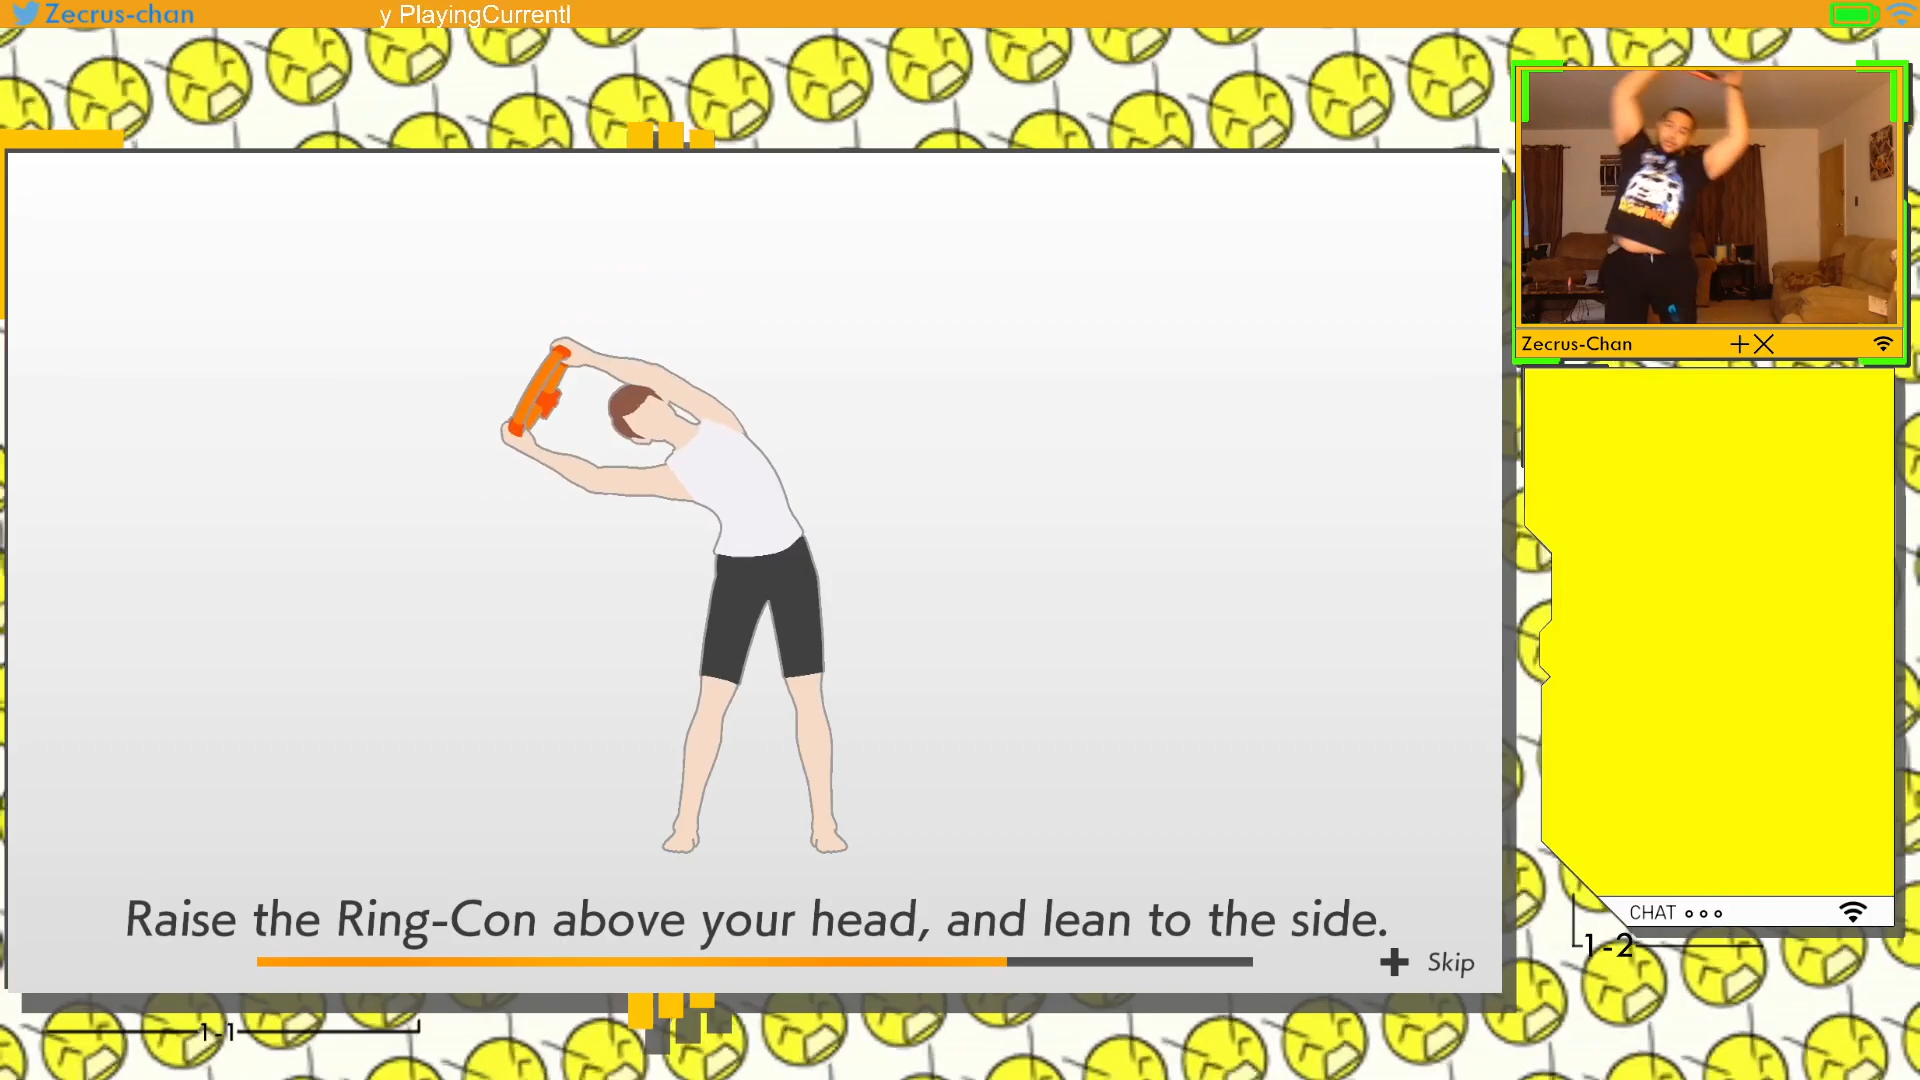 Zecrus-chan
y PlayingCurrentl
Zecrus-Chan
Raise the Ring-Con above your head, and lean to the side.
Skip
CHAT
1-2
1-1